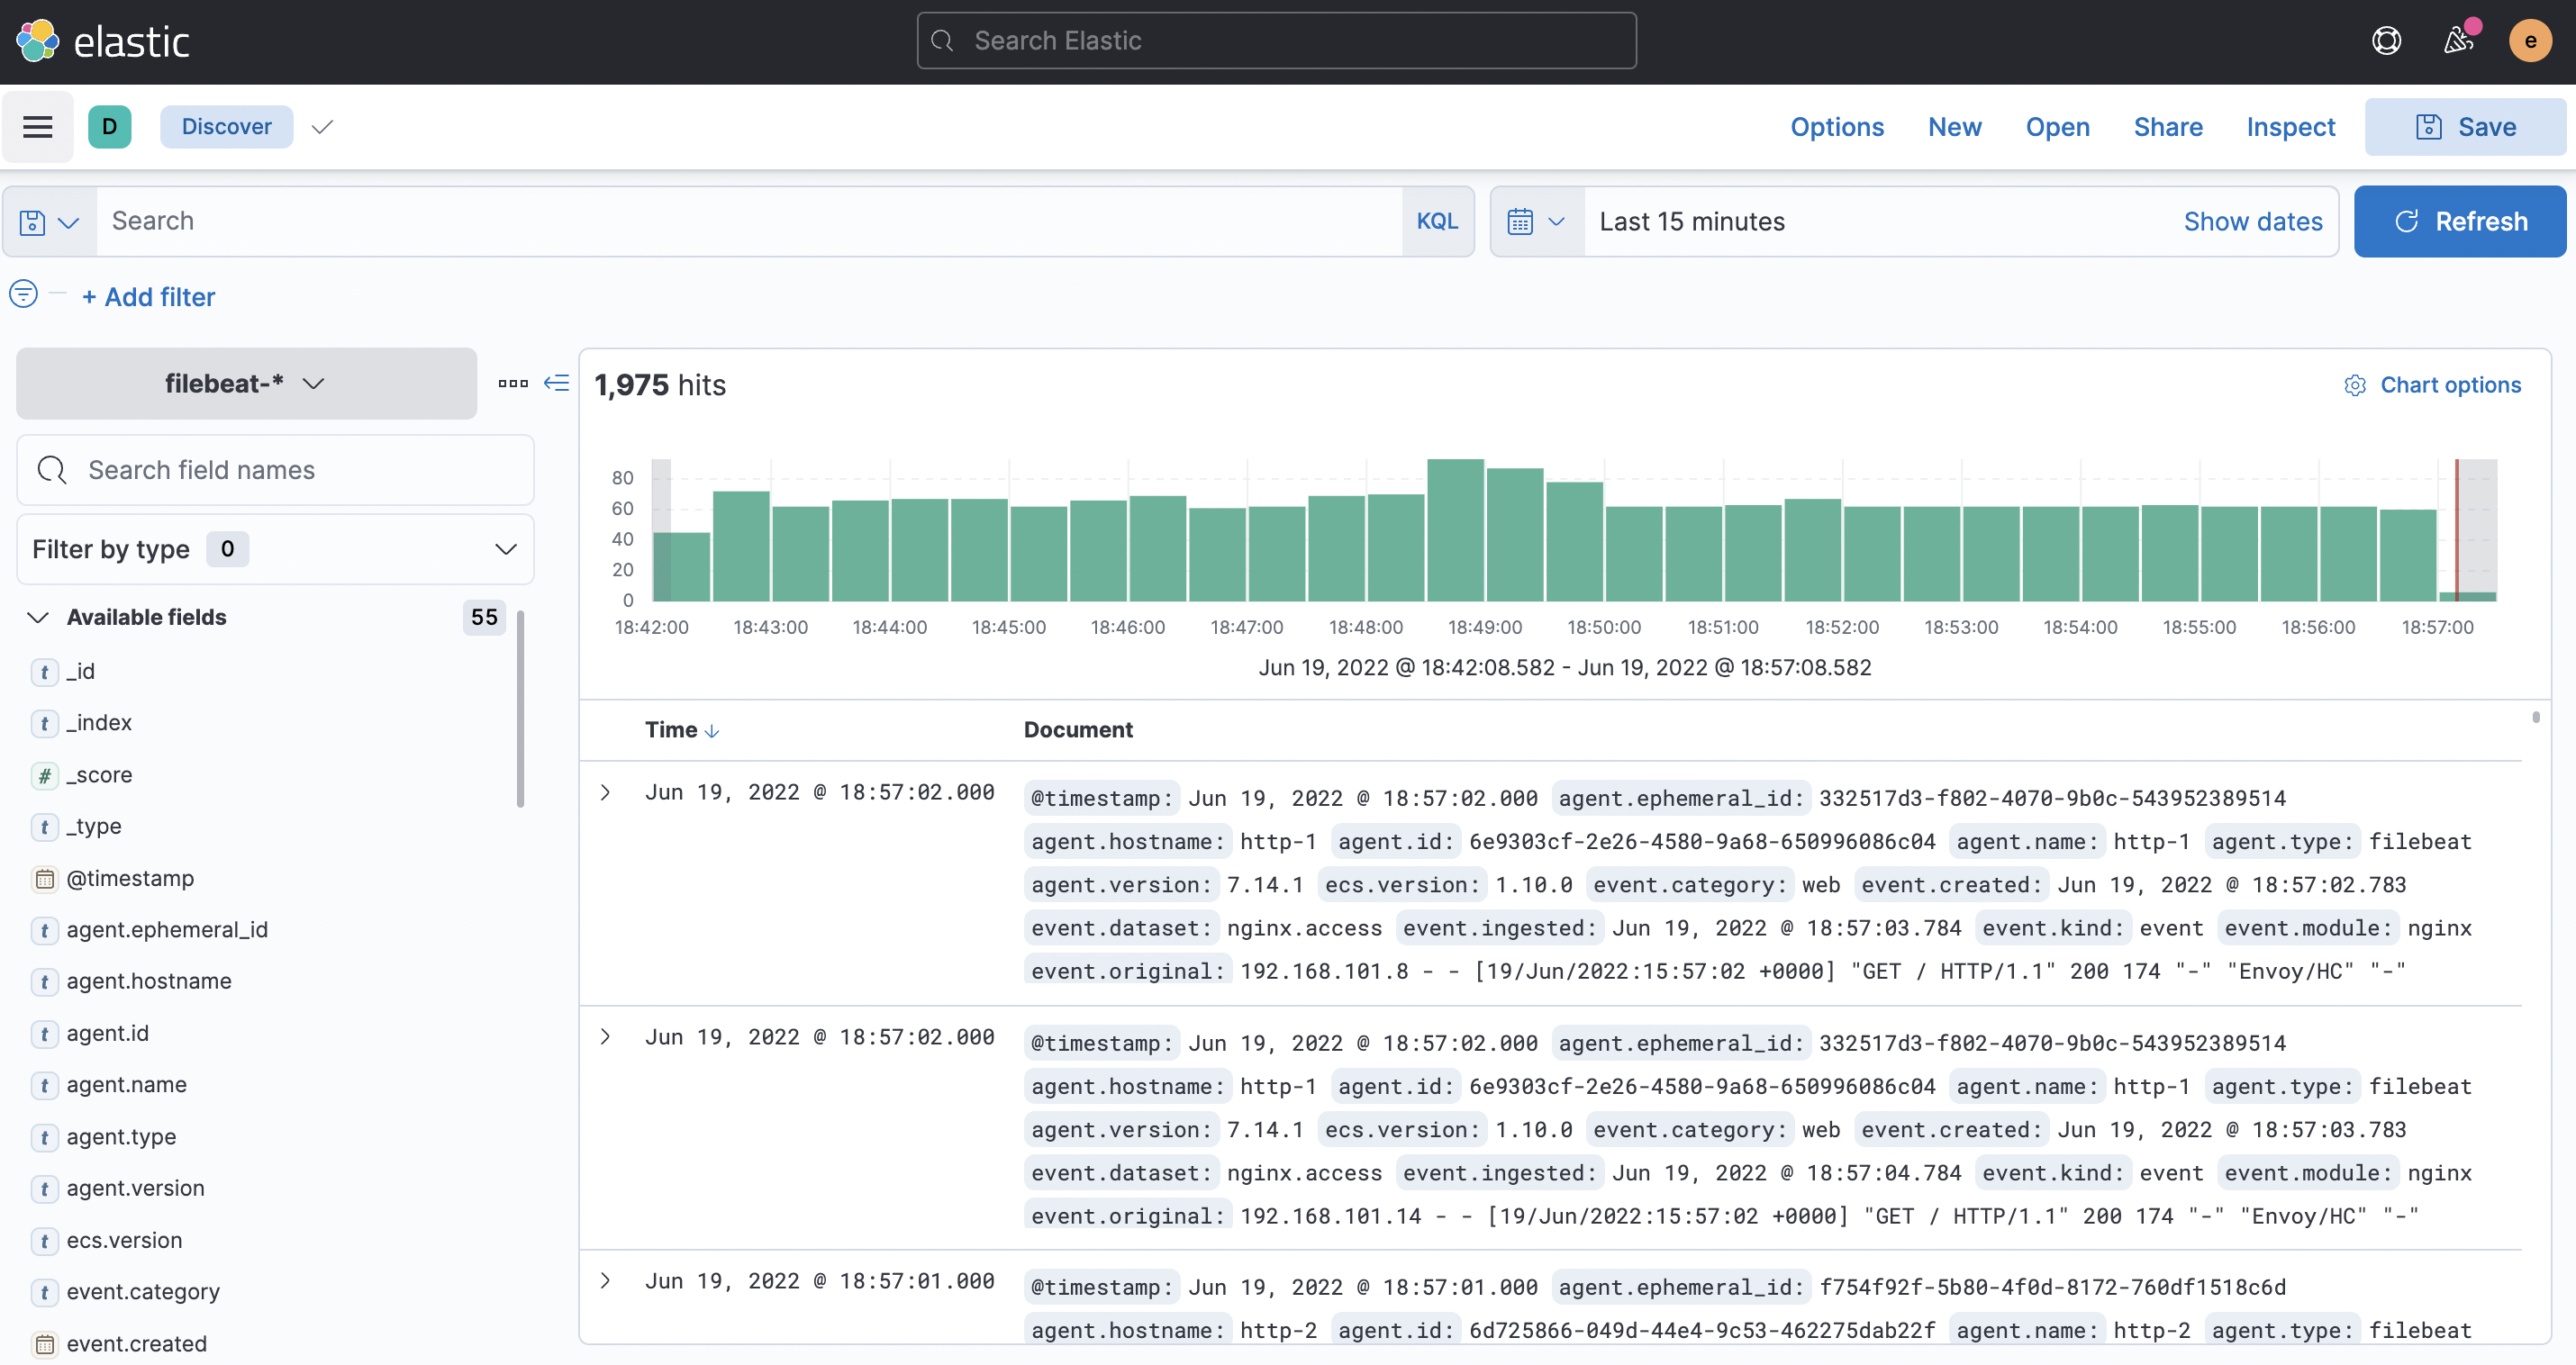 elastic
Search Elastic
e
D Discover
Options New Open Share Inspect Save
Search KQL
Last 15 minutes Show dates Refresh
+ Add filter
filebeat-*
Search field names
Filter by type 0
Available fields 55
t _id
t _index
# _score
t _type
@timestamp
t agent.ephemeral_id
t agent.hostname
t agent.id
t agent.name
t agent.type
t agent.version
t ecs.version
t event.category
event.created
1,975 hits
Chart options
80
60
40
20
0
18:42:00 18:43:00 18:44:00 18:45:00 18:46:00 18:47:00 18:48:00 18:49:00 18:50:00 18:51:00 18:52:00 18:53:00 18:54:00 18:55:00 18:56:00 18:57:00
Jun 19, 2022 @ 18:42:08.582 - Jun 19, 2022 @ 18:57:08.582
Time Document
Jun 19, 2022 @ 18:57:02.000
@timestamp: Jun 19, 2022 @ 18:57:02.000 agent.ephemeral_id: 332517d3-f802-4070-9b0c-543952389514
agent.hostname: http-1 agent.id: 6e9303cf-2e26-4580-9a68-650996086c04 agent.name: http-1 agent.type: filebeat
agent.version: 7.14.1 ecs.version: 1.10.0 event.category: web event.created: Jun 19, 2022 @ 18:57:02.783
event.dataset: nginx.access event.ingested: Jun 19, 2022 @ 18:57:03.784 event.kind: event event.module: nginx
event.original: 192.168.101.8 - - [19/Jun/2022:15:57:02 +0000] "GET / HTTP/1.1" 200 174 "-" "Envoy/HC" "-"
Jun 19, 2022 @ 18:57:02.000
@timestamp: Jun 19, 2022 @ 18:57:02.000 agent.ephemeral_id: 332517d3-f802-4070-9b0c-543952389514
agent.hostname: http-1 agent.id: 6e9303cf-2e26-4580-9a68-650996086c04 agent.name: http-1 agent.type: filebeat
agent.version: 7.14.1 ecs.version: 1.10.0 event.category: web event.created: Jun 19, 2022 @ 18:57:03.783
event.dataset: nginx.access event.ingested: Jun 19, 2022 @ 18:57:04.784 event.kind: event event.module: nginx
event.original: 192.168.101.14 - - [19/Jun/2022:15:57:02 +0000] "GET / HTTP/1.1" 200 174 "-" "Envoy/HC" "-"
Jun 19, 2022 @ 18:57:01.000
@timestamp: Jun 19, 2022 @ 18:57:01.000 agent.ephemeral_id: f754f92f-5b80-4f0d-8172-760df1518c6d
agent.hostname: http-2 agent.id: 6d725866-049d-44e4-9c53-462275dab22f agent.name: http-2 agent.type: filebeat